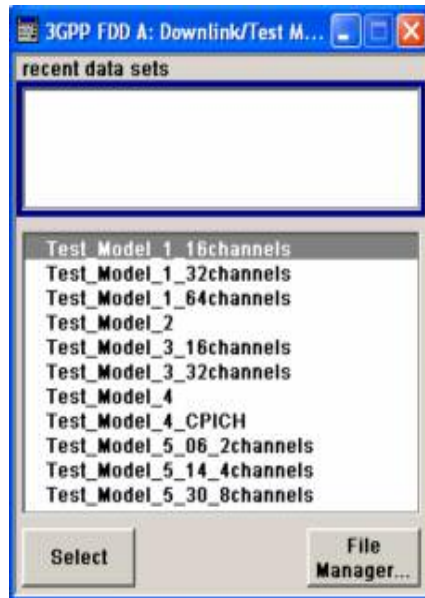 3GPP FDD A: Downlink/Test M...
recent data sets
Test_Model_1_16channels
Test_Model_1_32channels
Test_Model_1_64channels
Test_Model_2
Test_Model_3_16channels
Test_Model_3_32channels
Test_Model_4
Test_Model_4_CPICH
Test_Model_5_06_2channels
Test_Model_5_14_4channels
Test_Model_5_30_8channels
Select
File
Manager...